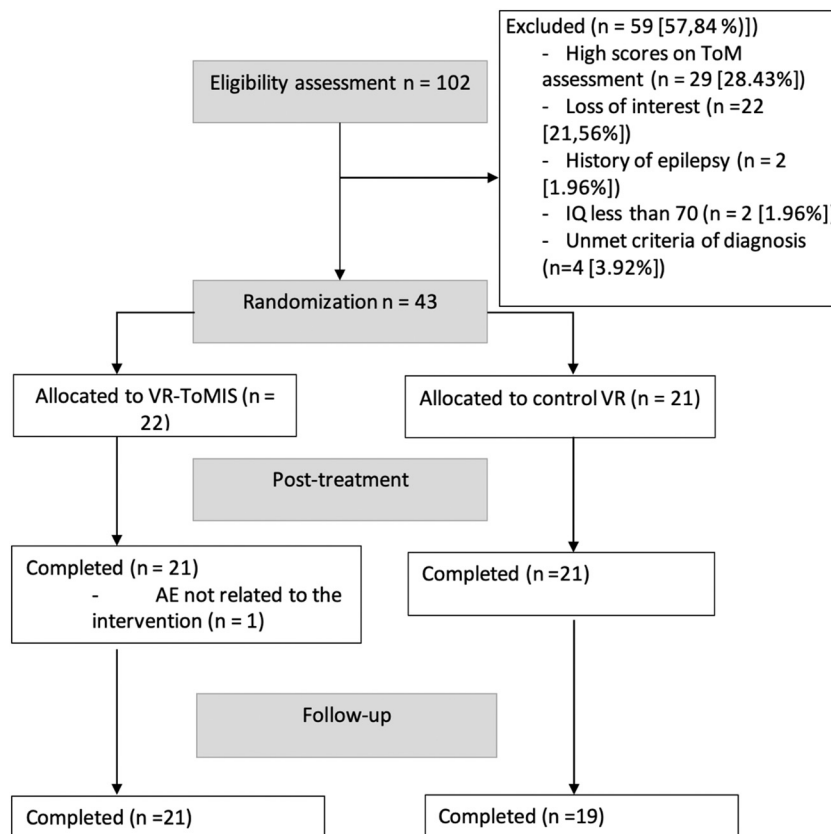 Eligibility assessment n = 102
Excluded (n = 59 [57,84 %)])
- High scores on ToM
assessment (n = 29 [28.43%])
- Loss of interest (n =22
[21,56%])
- History of epilepsy (n = 2
[1.96%])
- IQ less than 70 (n = 2 [1.96%]
- Unmet criteria of diagnosis
(n=4 [3.92%])
Randomization n = 43
Allocated to VR-ToMIS (n =
22)
Allocated to control VR (n = 21)
Post-treatment
Completed (n = 21)
- AE not related to the
intervention (n = 1)
Completed (n =21)
Follow-up
Completed (n =21)
Completed (n =19)